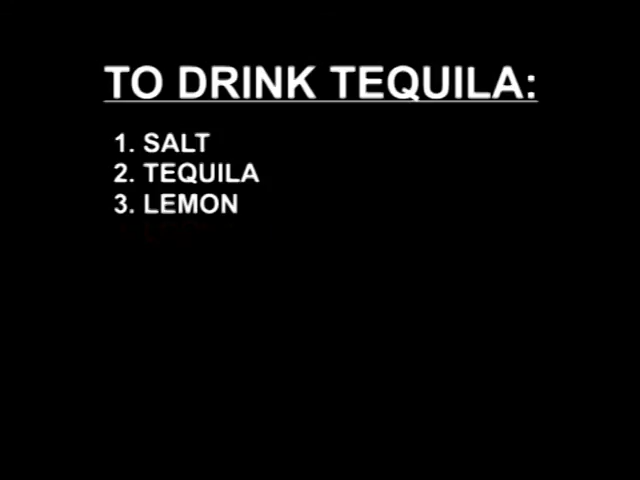 TO DRINK TEQUILA:
1. SALT
2. TEQUILA
3. LEMON